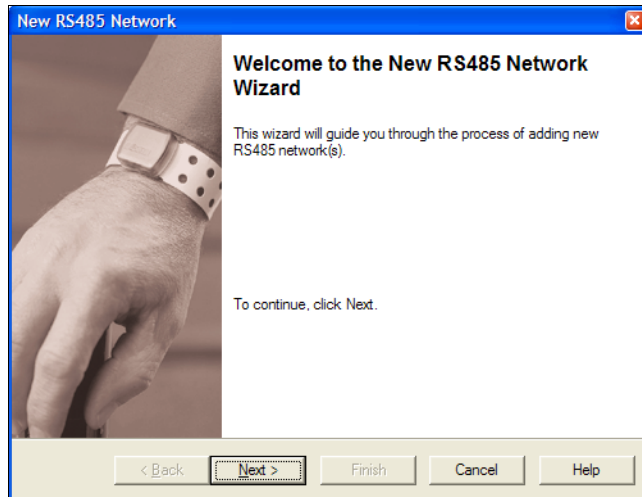 New RS485 Network
Welcome to the New RS485 Network
Wizard
This wizard will guide you through the process of adding new
RS485 network(s).
To continue, click Next.
< Back
Next >
Finish
Cancel
Help